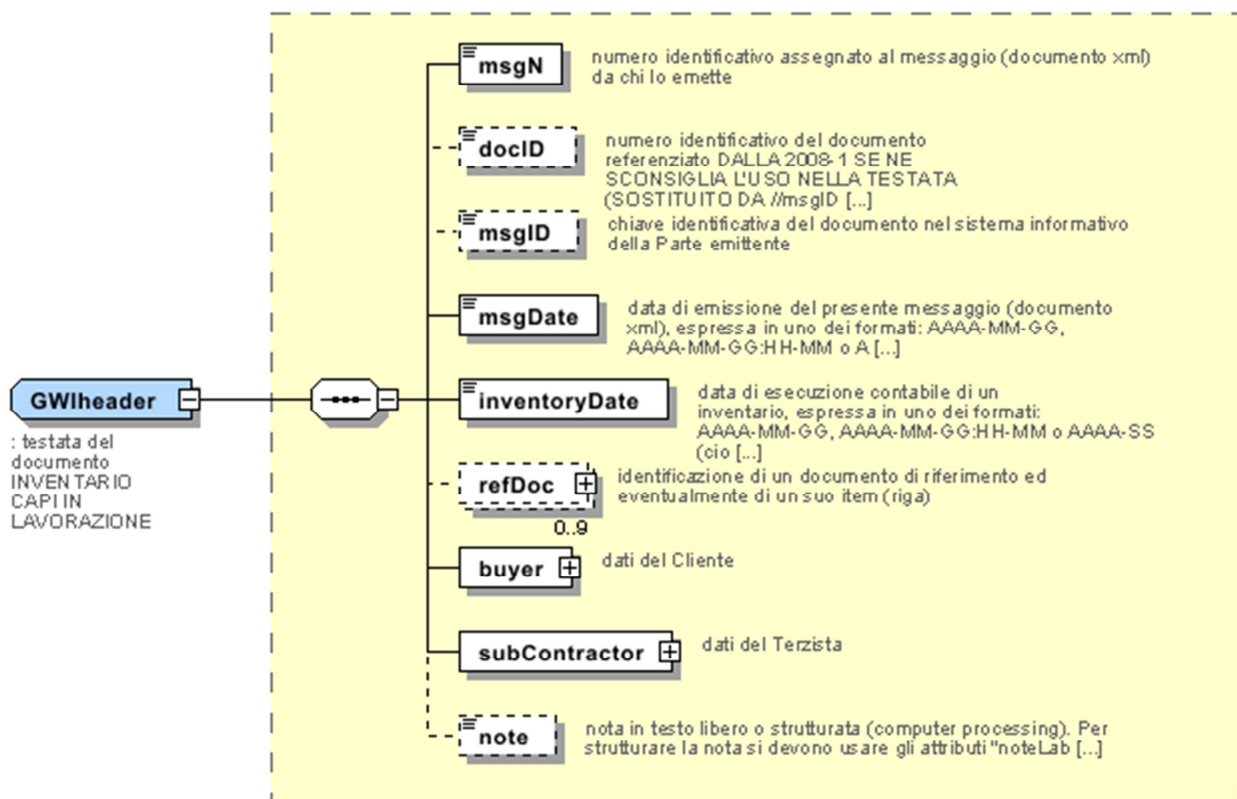 msgN
numero identificativo assegnato al messaggio (documento xml)
da chi lo emette
docID
numero identificativo del documento
referenziato DALLA 2008-1 SE NE
SCONSIGLIA L'USO NELLA TESTATA
(SOSTITUITO DA //msgID [...]
msgID
chiave identificativa del documento nel sistema informativo
della Parte emittente
msgDate
data di emissione del presente messaggio (documento
xml), espressa in uno dei formati: AAAA-MM-GG,
AAAA-MM-GG:HH-MM o A [...]
GWIheader
: testata del
documento
INVENTARIO
CAPI IN
LAVORAZIONE
inventoryDate
data di esecuzione contabile di un
inventario, espressa in uno dei formati:
AAAA-MM-GG, AAAA-MM-GG:HH-MM o AAAA-SS
(cio [...]
refDoc
0..9
identificazione di un documento di riferimento ed
eventualmente di un suo item (riga)
buyer
dati del Cliente
subContractor
dati del Terzista
note
nota in testo libero o strutturata (computer processing). Per
strutturare la nota si devono usare gli attributi "noteLab [...]